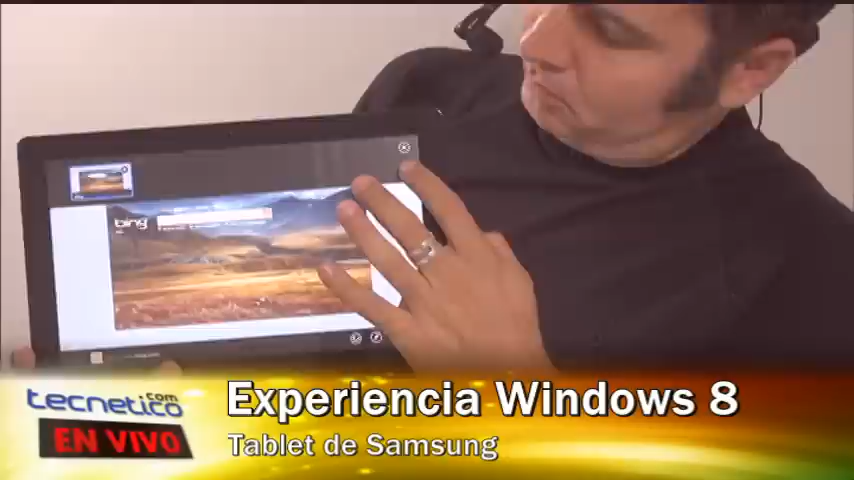 bing
tecnetico.com
EN VIVO
Experiencia Windows 8
Tablet de Samsung